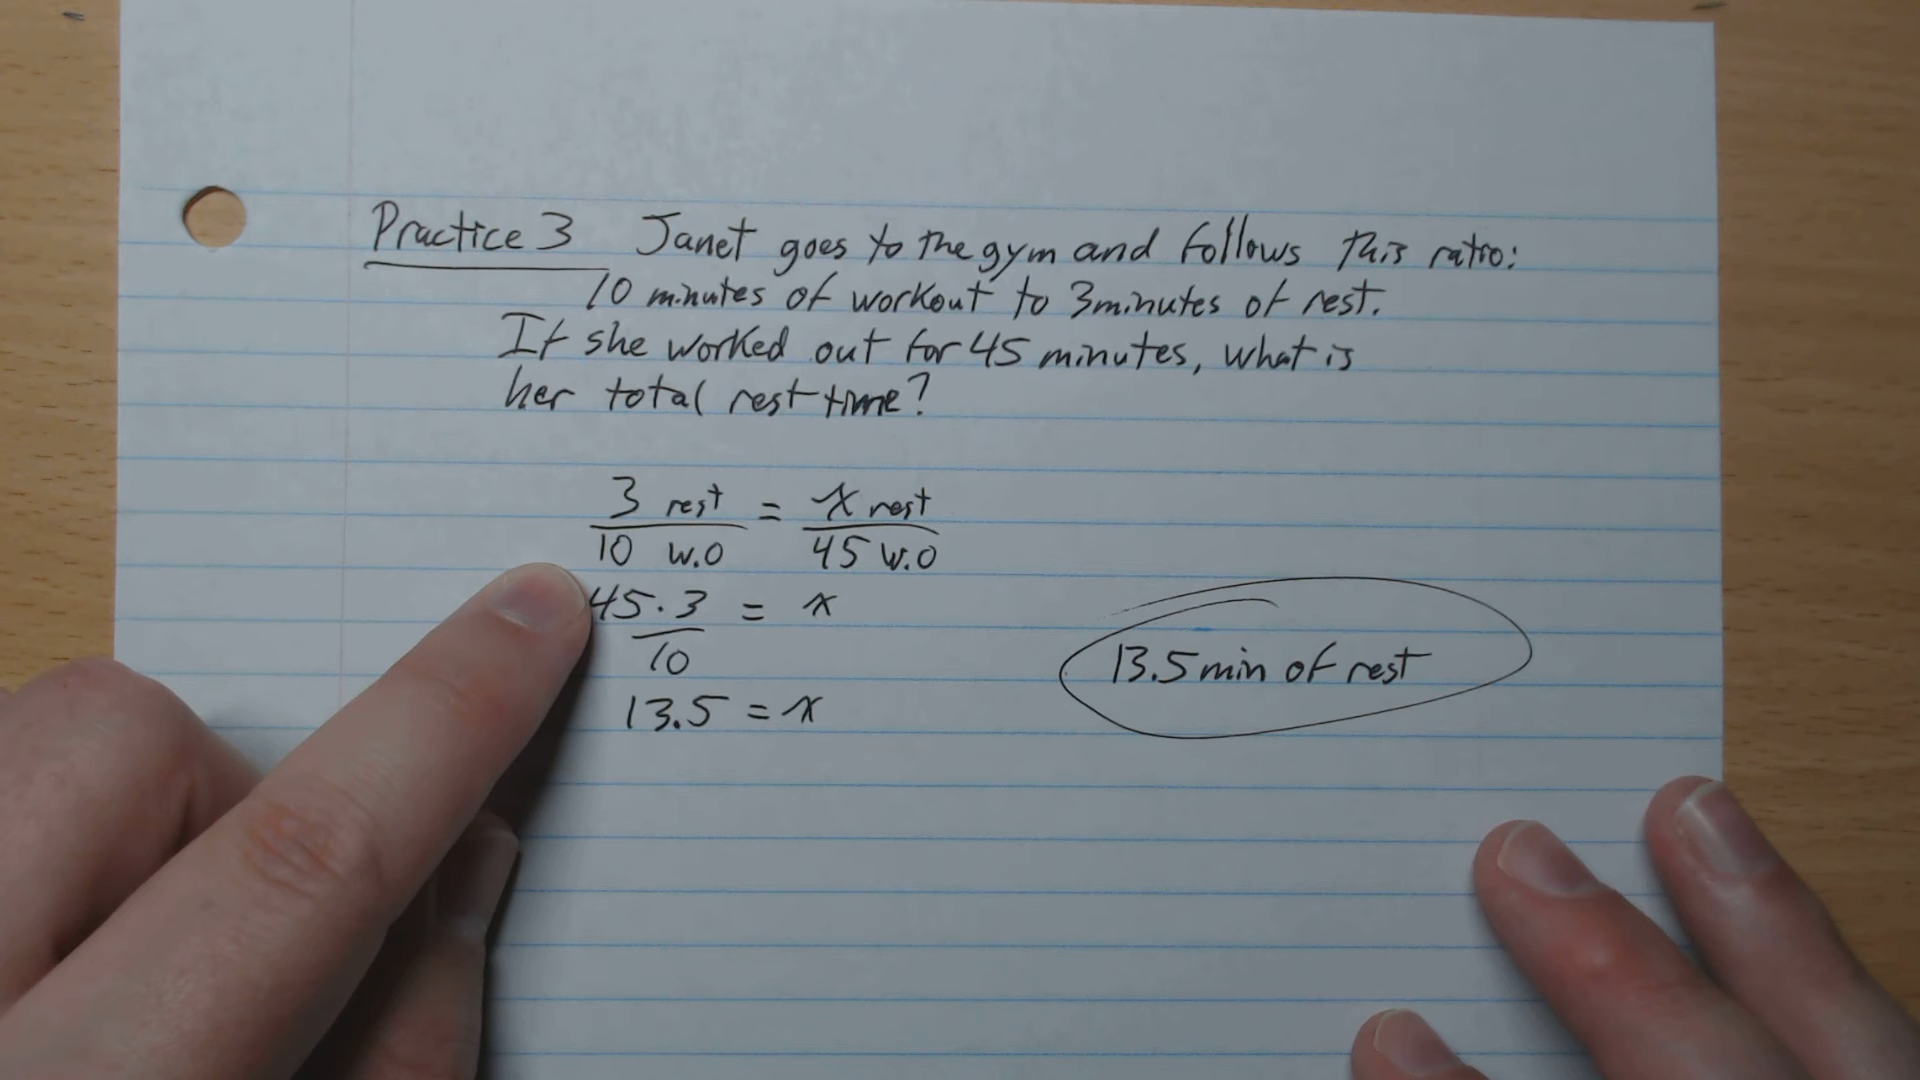 Practice 3 Janet goes to the gym and follows this ratio:
10 minutes of workout to 3 minutes of rest.
If she worked out for 45 minutes, what is
her total rest time?
3 rest = x rest
10 w.o 45 w.o
45 · 3 = x
10
13.5 = x
13.5 min of rest